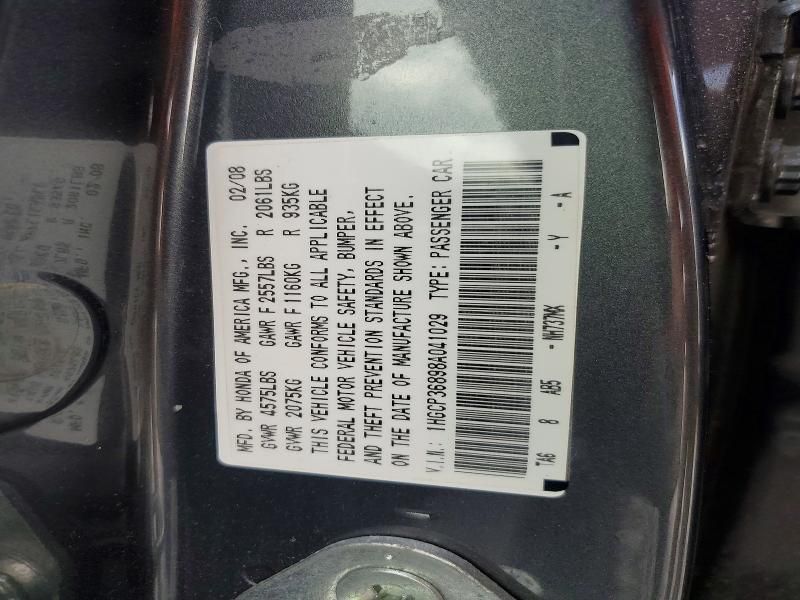 MFD. BY HONDA OF AMERICA MFG., INC. 02/08
GVWR 4575LBS GAWR F 2557LBS R 2061LBS
GVWR 2075KG GAWR F 1160KG R 935KG
THIS VEHICLE CONFORMS TO ALL APPLICABLE
FEDERAL MOTOR VEHICLE SAFETY, BUMPER,
AND THEFT PREVENTION STANDARDS IN EFFECT
ON THE DATE OF MANUFACTURE SHOWN ABOVE.
V.I.N.: 1HGCP36898A041029 TYPE: PASSENGER CAR
TA6 8 AB5 - NH737MX - Y - A